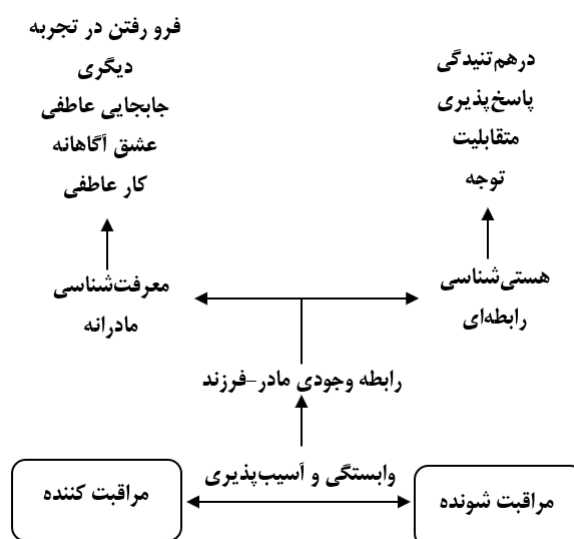 درهم‌تنیدگی
پاسخ‌پذیری
متقابلیت
توجه
فرو رفتن در تجربه
دیگری
جابجایی عاطفی
عشق آگاهانه
کار عاطفی
هستی‌شناسی
رابطه‌ای
معرفت‌شناسی
مادرانه
رابطه وجودی مادر-فرزند
وابستگی و آسیب‌پذیری
مراقبت شونده
مراقبت کننده